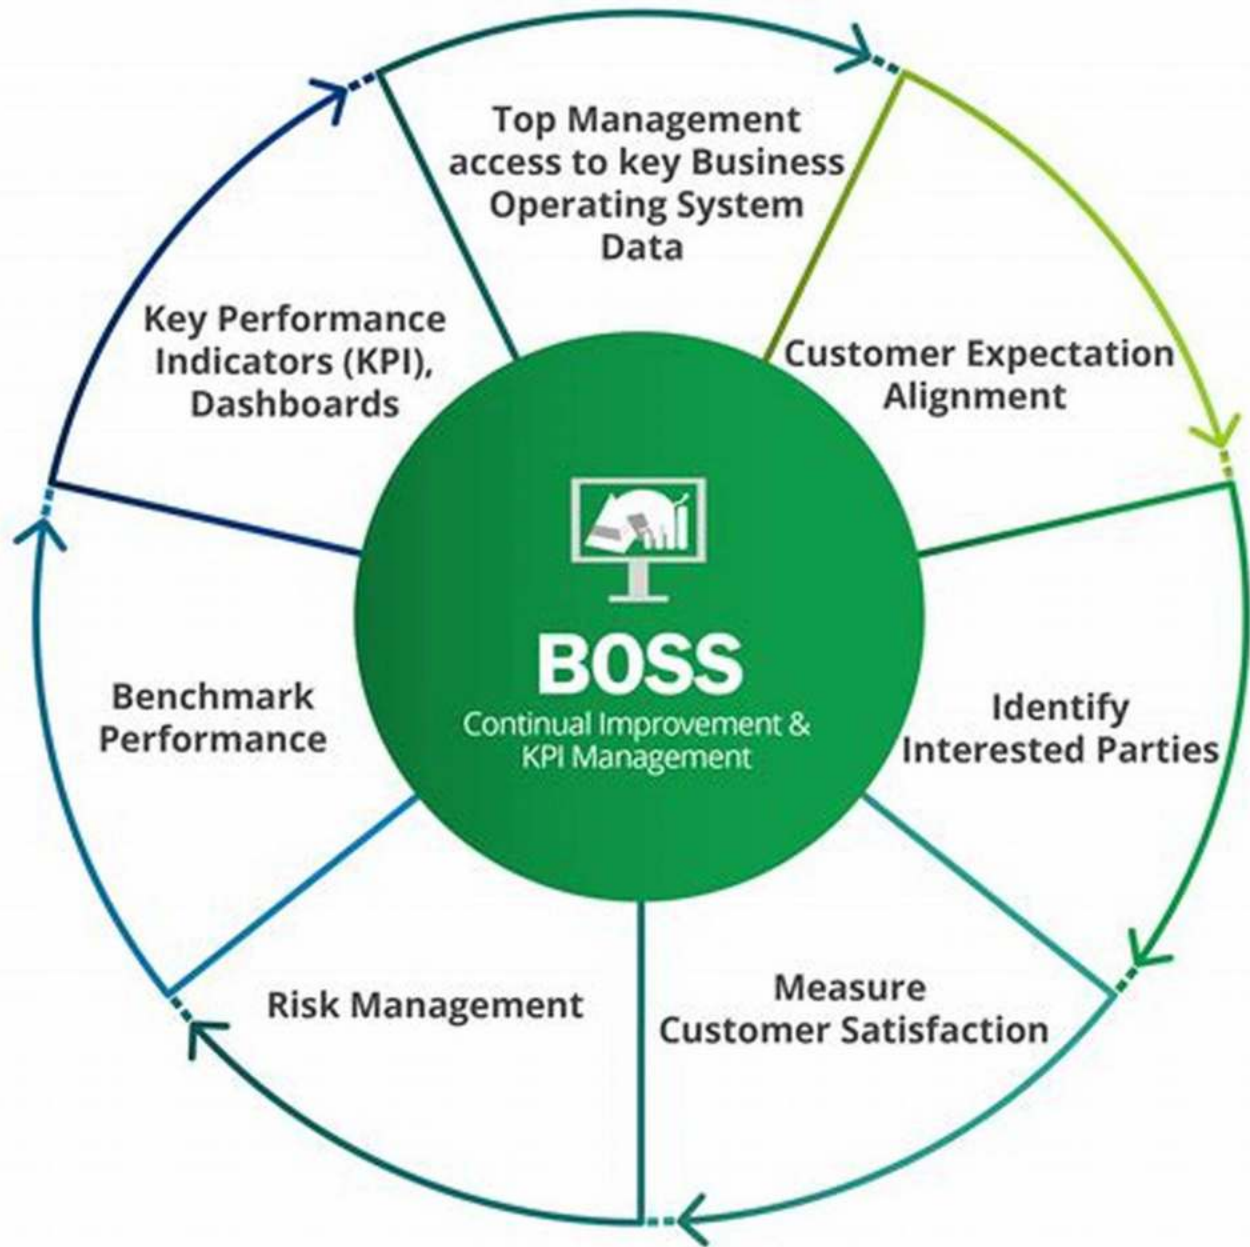 Top Management
access to key Business
Operating System
Data
Customer Expectation
Alignment
Identify
Interested Parties
Measure
Customer Satisfaction
Risk Management
Benchmark
Performance
Key Performance
Indicators (KPI),
Dashboards
BOSS
Continual Improvement &
KPI Management